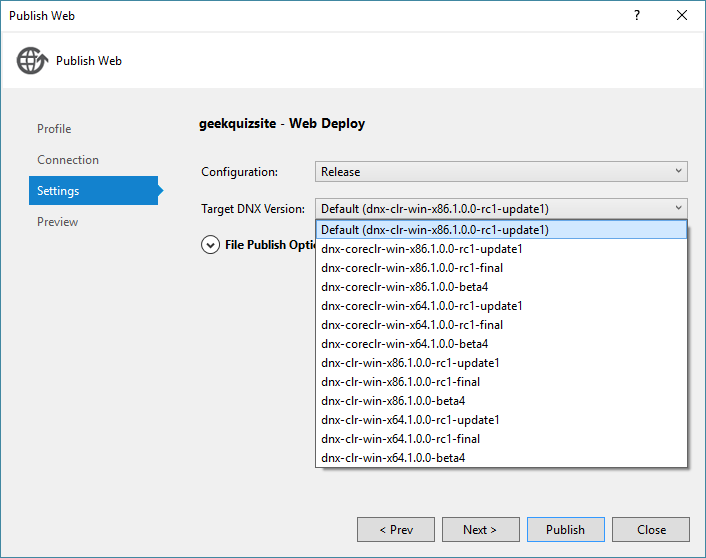 Publish Web
?
Publish Web
Profile
Connection
Settings
Preview
geekquizsite - Web Deploy
Configuration: Release
Target DNX Version: Default (dnx-clr-win-x86.1.0.0-rc1-update1)
Default (dnx-clr-win-x86.1.0.0-rc1-update1)
dnx-coreclr-win-x86.1.0.0-rc1-update1
dnx-coreclr-win-x86.1.0.0-rc1-final
dnx-coreclr-win-x86.1.0.0-beta4
dnx-coreclr-win-x64.1.0.0-rc1-update1
dnx-coreclr-win-x64.1.0.0-rc1-final
dnx-coreclr-win-x64.1.0.0-beta4
dnx-clr-win-x86.1.0.0-rc1-update1
dnx-clr-win-x86.1.0.0-rc1-final
dnx-clr-win-x86.1.0.0-beta4
dnx-clr-win-x64.1.0.0-rc1-update1
dnx-clr-win-x64.1.0.0-rc1-final
dnx-clr-win-x64.1.0.0-beta4
File Publish Opti
< Prev
Next >
Publish
Close